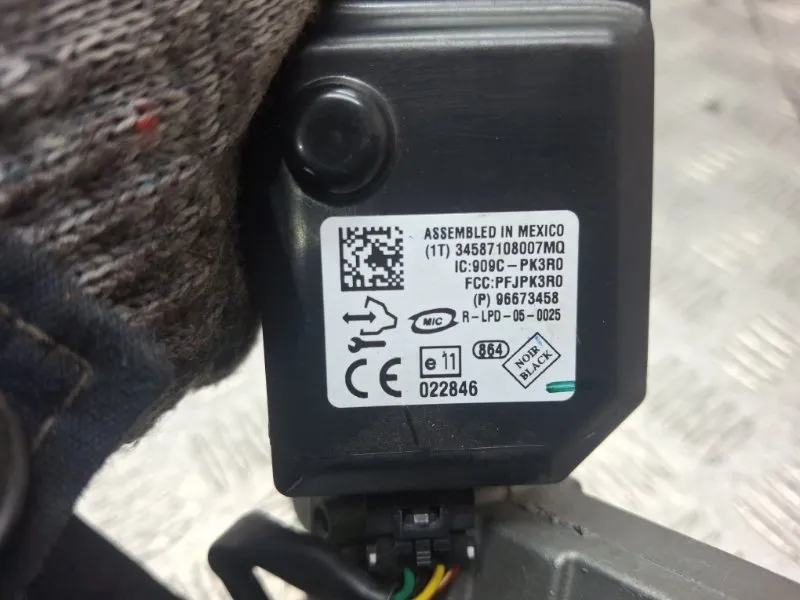 ASSEMBLED IN MEXICO
(1T) 34587108007MQ
IC:909C-PK3R0
FCC:PFJPK3R0
(P) 96673458
MIC R-LPD-05-0025
e 11
864
NOIR
BLACK
CE
022846